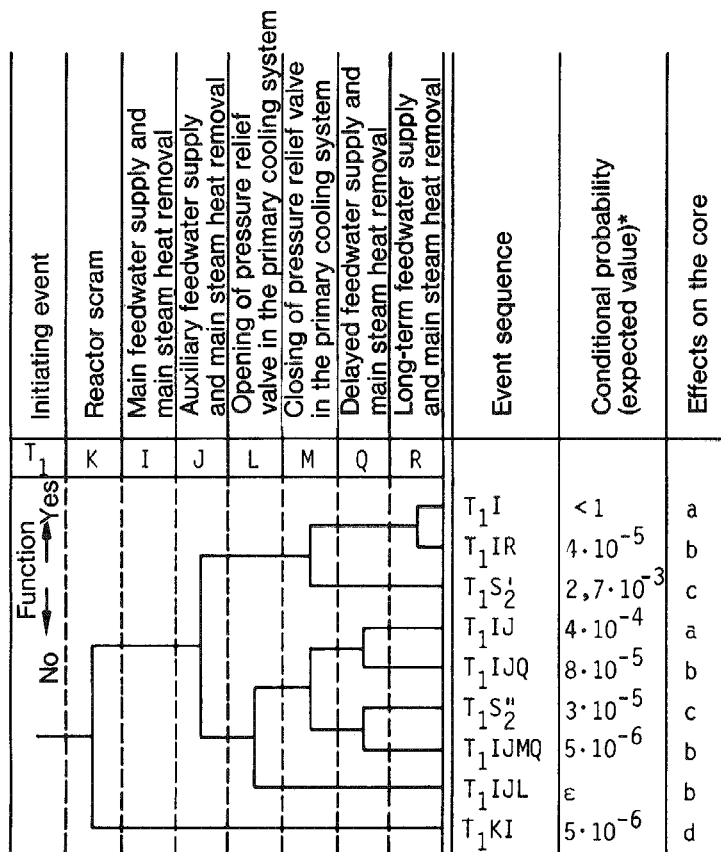 Initiating event
Reactor scram
Main feedwater supply and
main steam heat removal
Auxiliary feedwater supply
and main steam heat removal
Opening of pressure relief
valve in the primary cooling system
Closing of pressure relief valve
in the primary cooling system
Delayed feedwater supply and
main steam heat removal
Long-term feedwater supply
and main steam heat removal
Event sequence
Conditional probability
(expected value)*
Effects on the core
T₁ K I J L M Q R
No Function Yes
T₁I <1 a
T₁IR 4·10⁻⁵ b
T₁S₂' 2,7·10⁻³ c
T₁IJ 4·10⁻⁴ a
T₁IJQ 8·10⁻⁵ b
T₁S₂" 3·10⁻⁵ c
T₁IJMQ 5·10⁻⁶ b
T₁IJL ε b
T₁KI 5·10⁻⁶ d